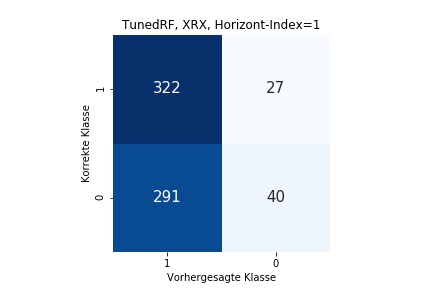 TunedRF, XRX, Horizont-Index=1
Korrekte Klasse
1
322
27
0
291
40
1
0
Vorhergesagte Klasse